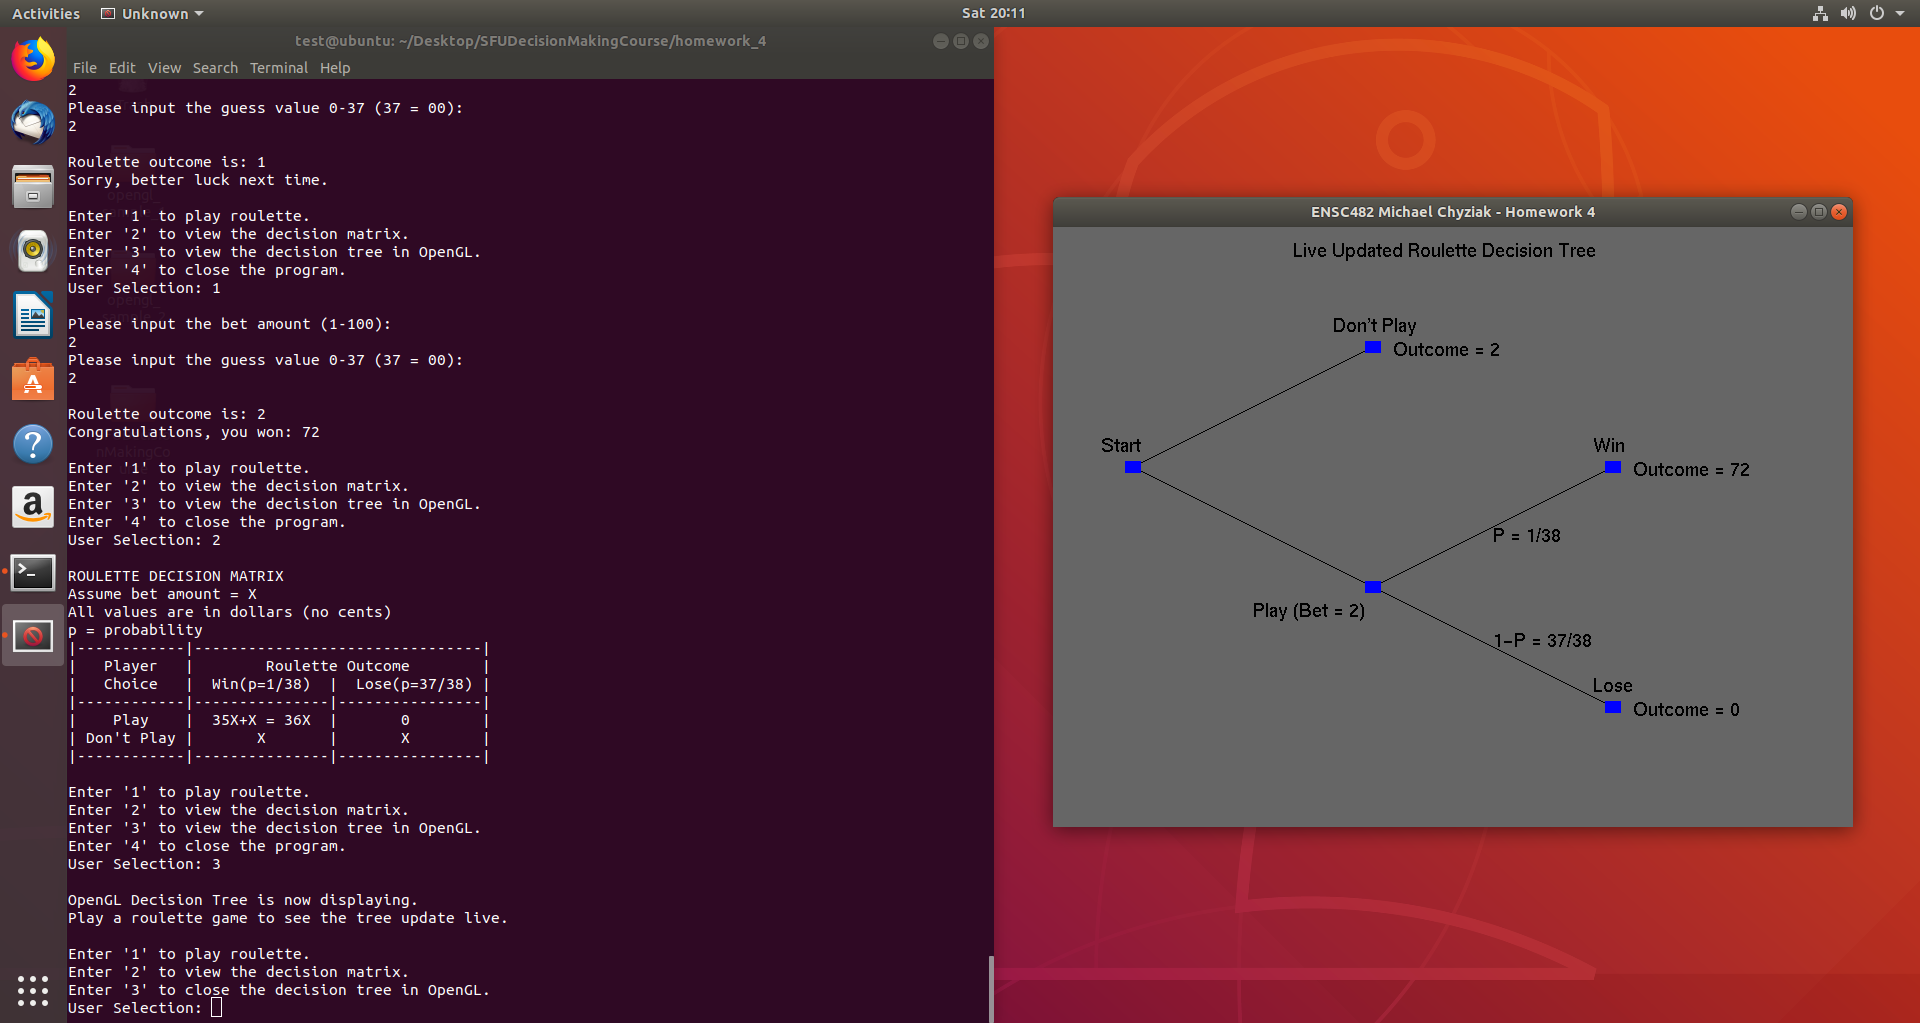 Activities
Unknown
Sat 20:11
test@ubuntu: ~/Desktop/SFUDecisionMakingCourse/homework_4
File Edit View Search Terminal Help
2
Please input the guess value 0-37 (37 = 00):
2
Roulette outcome is: 1
Sorry, better luck next time.
Enter '1' to play roulette.
Enter '2' to view the decision matrix.
Enter '3' to view the decision tree in OpenGL.
Enter '4' to close the program.
User Selection: 1
Please input the bet amount (1-100):
2
Please input the guess value 0-37 (37 = 00):
2
Roulette outcome is: 2
Congratulations, you won: 72
Enter '1' to play roulette.
Enter '2' to view the decision matrix.
Enter '3' to view the decision tree in OpenGL.
Enter '4' to close the program.
User Selection: 2
ROULETTE DECISION MATRIX
Assume bet amount = X
All values are in dollars (no cents)
p = probability
|------------|--------------------------------|
|   Player   |        Roulette Outcome        |
|   Choice   |  Win(p=1/38)  |  Lose(p=37/38) |
|------------|---------------|----------------|
|    Play    |  35X+X = 36X  |       0        |
| Don't Play |       X       |       X        |
|------------|---------------|----------------|
Enter '1' to play roulette.
Enter '2' to view the decision matrix.
Enter '3' to view the decision tree in OpenGL.
Enter '4' to close the program.
User Selection: 3
OpenGL Decision Tree is now displaying.
Play a roulette game to see the tree update live.
Enter '1' to play roulette.
Enter '2' to view the decision matrix.
Enter '3' to close the decision tree in OpenGL.
User Selection:
ENSC482 Michael Chyziak - Homework 4
Live Updated Roulette Decision Tree
Don't Play
Outcome = 2
Start
Win
Outcome = 72
P = 1/38
Play (Bet = 2)
1-P = 37/38
Lose
Outcome = 0